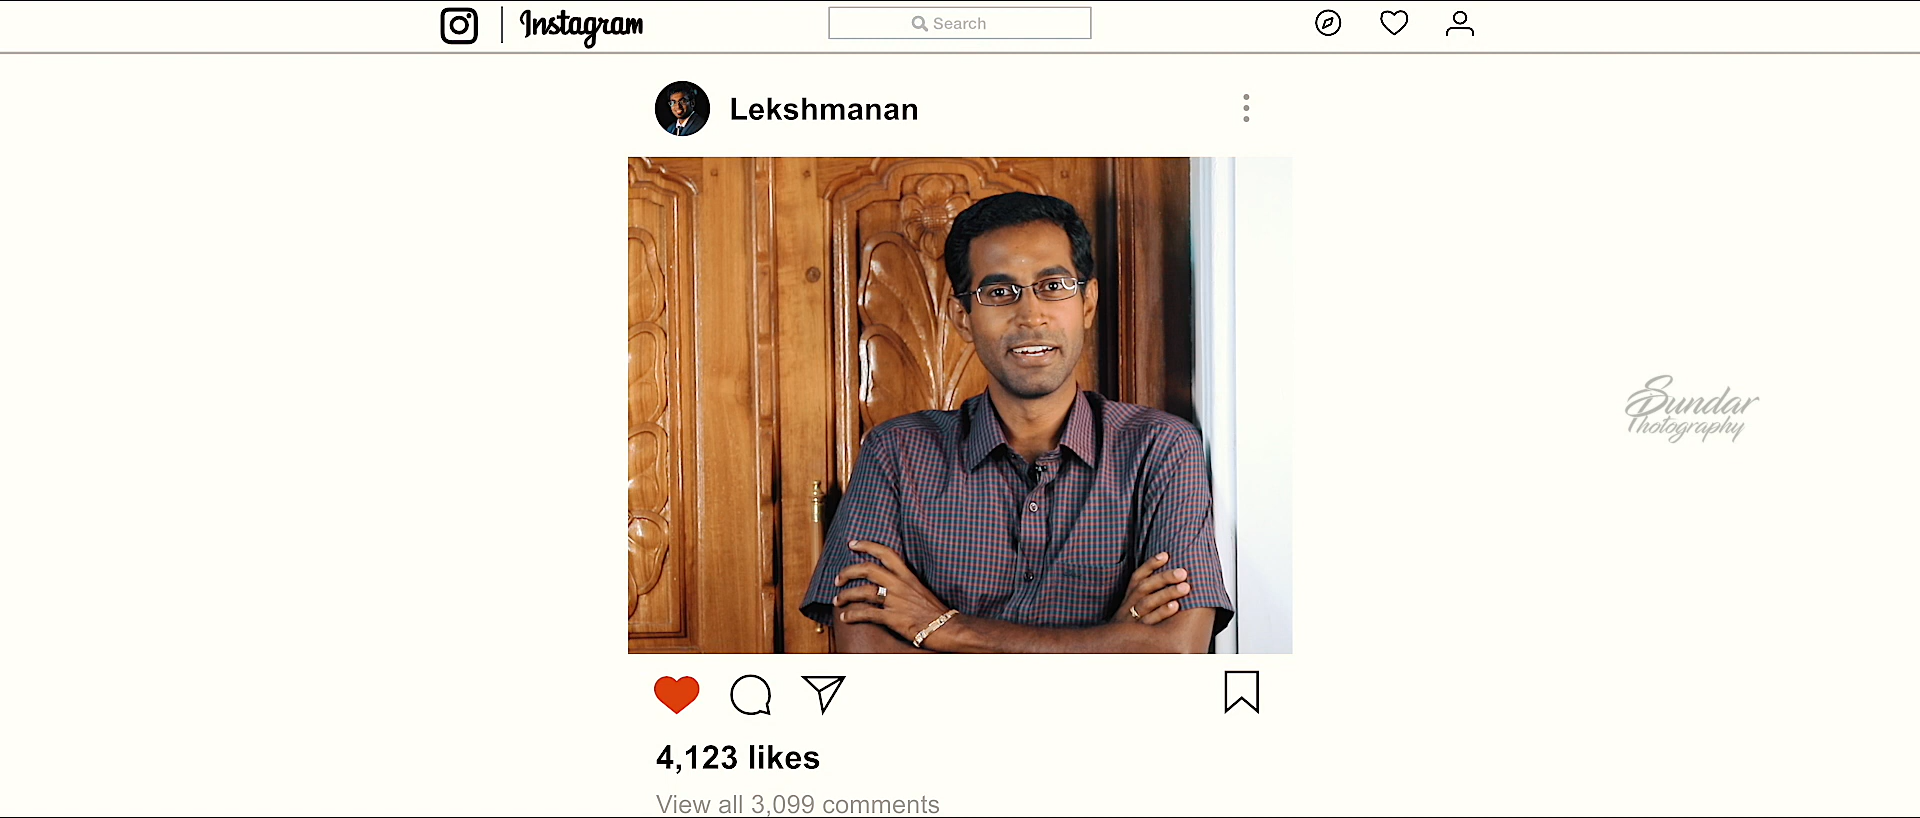 Instagram
Search
Lekshmanan
4,123 likes
View all 3,099 comments
Sundar
Photography